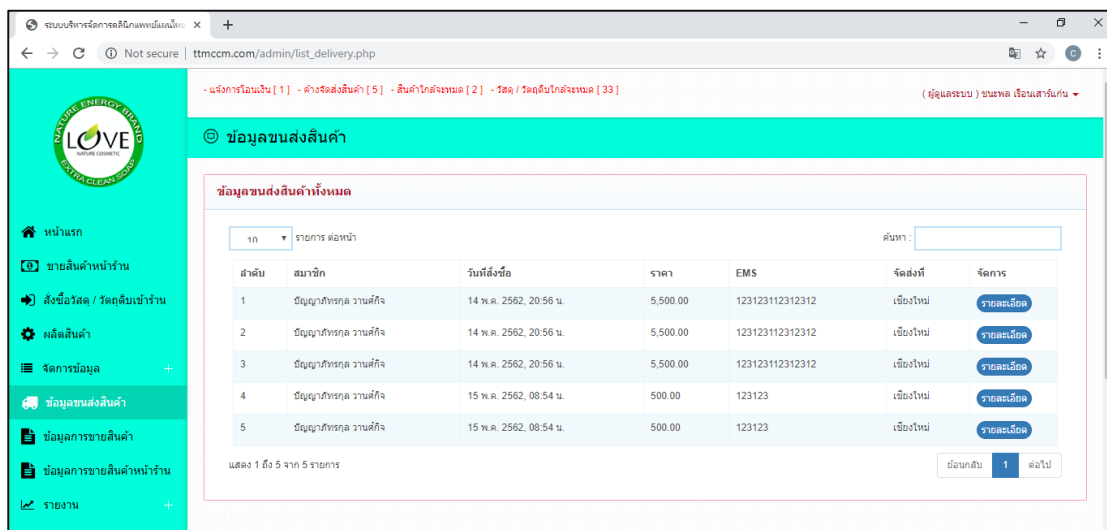 ระบบบริหารจัดการคลินิกแพทย์แผนไทย
Not secure | ttmccm.com/admin/list_delivery.php
C
NATURE ENERGY BRAND
LOVE
NATURE COSMETIC
EXTRA CLEAN SOAP
- แจ้งการโอนเงิน [ 1 ] - ค้างจัดส่งสินค้า [ 5 ] - สินค้าใกล้จะหมด [ 2 ] - วัสดุ / วัตถุดิบใกล้จะหมด [ 33 ]
( ผู้ดูแลระบบ ) ชนะพล เรือนเสาร์แก่น
ข้อมูลขนส่งสินค้า
ข้อมูลขนส่งสินค้าทั้งหมด
หน้าแรก
ขายสินค้าหน้าร้าน
สั่งซื้อวัสดุ / วัตถุดิบเข้าร้าน
ผลิตสินค้า
จัดการข้อมูล
ข้อมูลขนส่งสินค้า
ข้อมูลการขายสินค้า
ข้อมูลการขายสินค้าหน้าร้าน
รายงาน
10 รายการ ต่อหน้า
ค้นหา :
ลำดับ สมาชิก วันที่สั่งซื้อ ราคา EMS จัดส่งที่ จัดการ
1 ปัญญาภัทรกุล วานศ์กิจ 14 พ.ค. 2562, 20:56 น. 5,500.00 123123112312312 เชียงใหม่ รายละเอียด
2 ปัญญาภัทรกุล วานศ์กิจ 14 พ.ค. 2562, 20:56 น. 5,500.00 123123112312312 เชียงใหม่ รายละเอียด
3 ปัญญาภัทรกุล วานศ์กิจ 14 พ.ค. 2562, 20:56 น. 5,500.00 123123112312312 เชียงใหม่ รายละเอียด
4 ปัญญาภัทรกุล วานศ์กิจ 15 พ.ค. 2562, 08:54 น. 500.00 123123 เชียงใหม่ รายละเอียด
5 ปัญญาภัทรกุล วานศ์กิจ 15 พ.ค. 2562, 08:54 น. 500.00 123123 เชียงใหม่ รายละเอียด
แสดง 1 ถึง 5 จาก 5 รายการ
ย้อนกลับ 1 ต่อไป